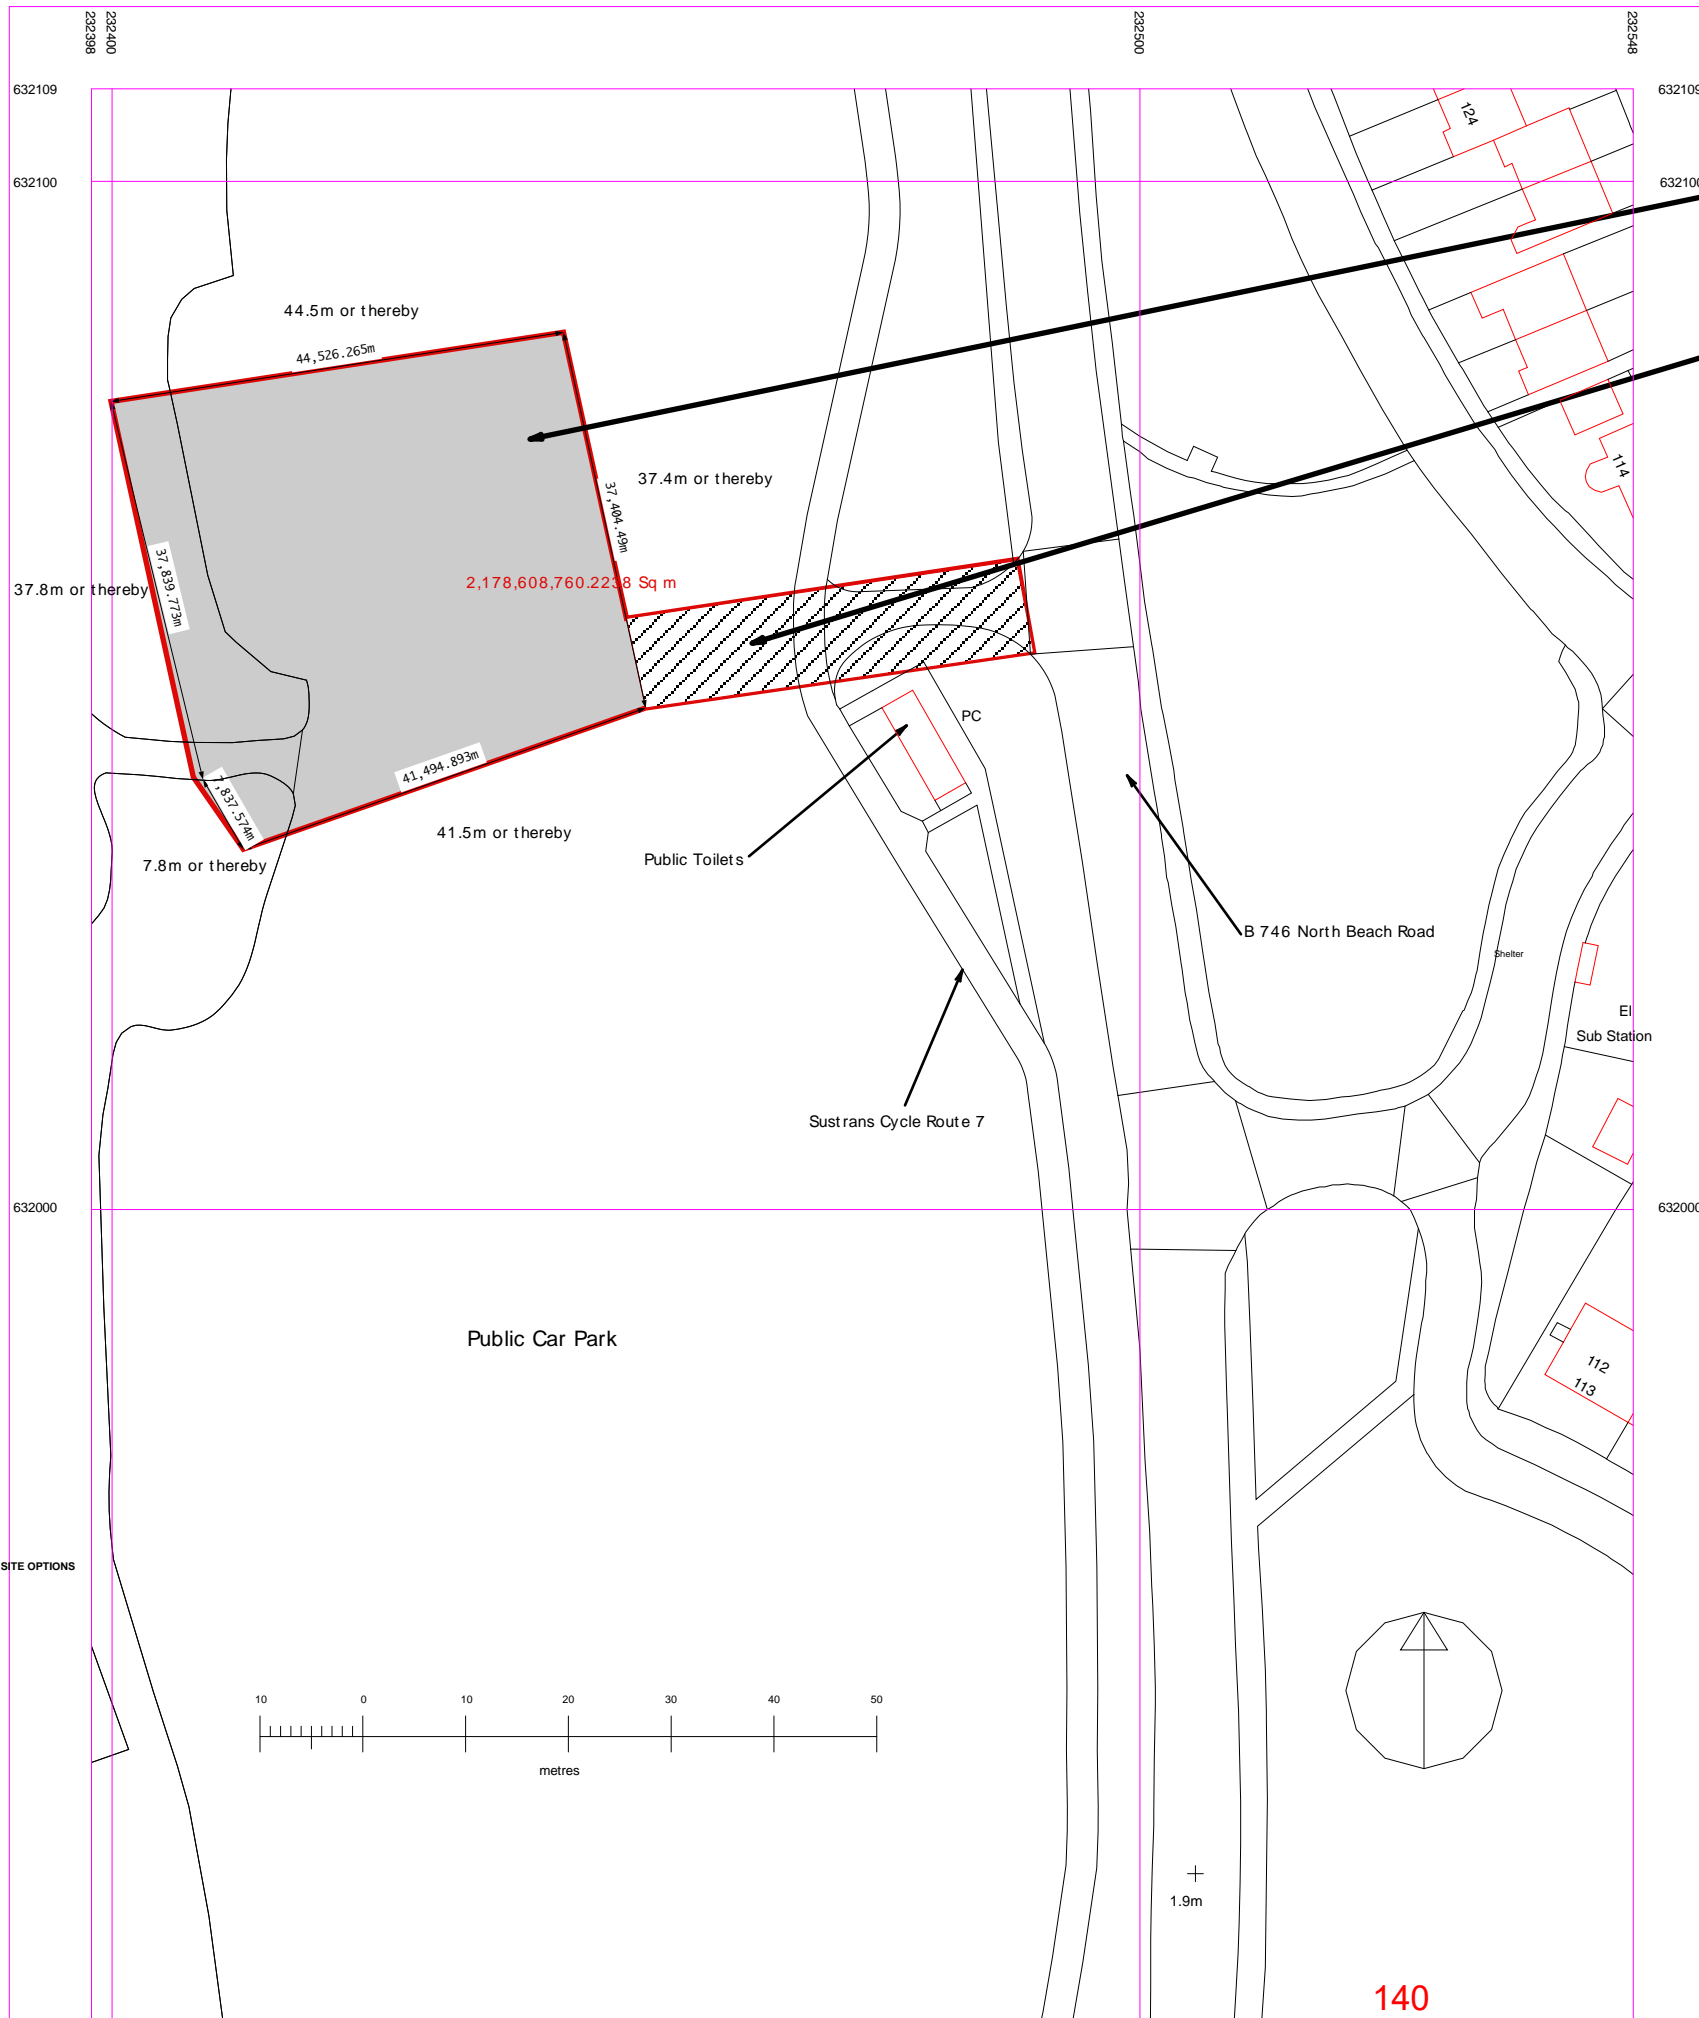 232398
232400
232500
232548
632109
632109
124
632100
632100
44.5m or thereby
44,526.265m
37.4m or thereby
37,404.49m
114
37,839.773m
37.8m or thereby
2,178,608,760.2238 Sq m
PC
41,494.893m
7,837.574m
41.5m or thereby
Public Toilets
7.8m or thereby
B 746 North Beach Road
Shelter
El
Sub Station
Sustrans Cycle Route 7
632000
632000
Public Car Park
112
113
SITE OPTIONS
10 0 10 20 30 40 50
metres
1.9m
140